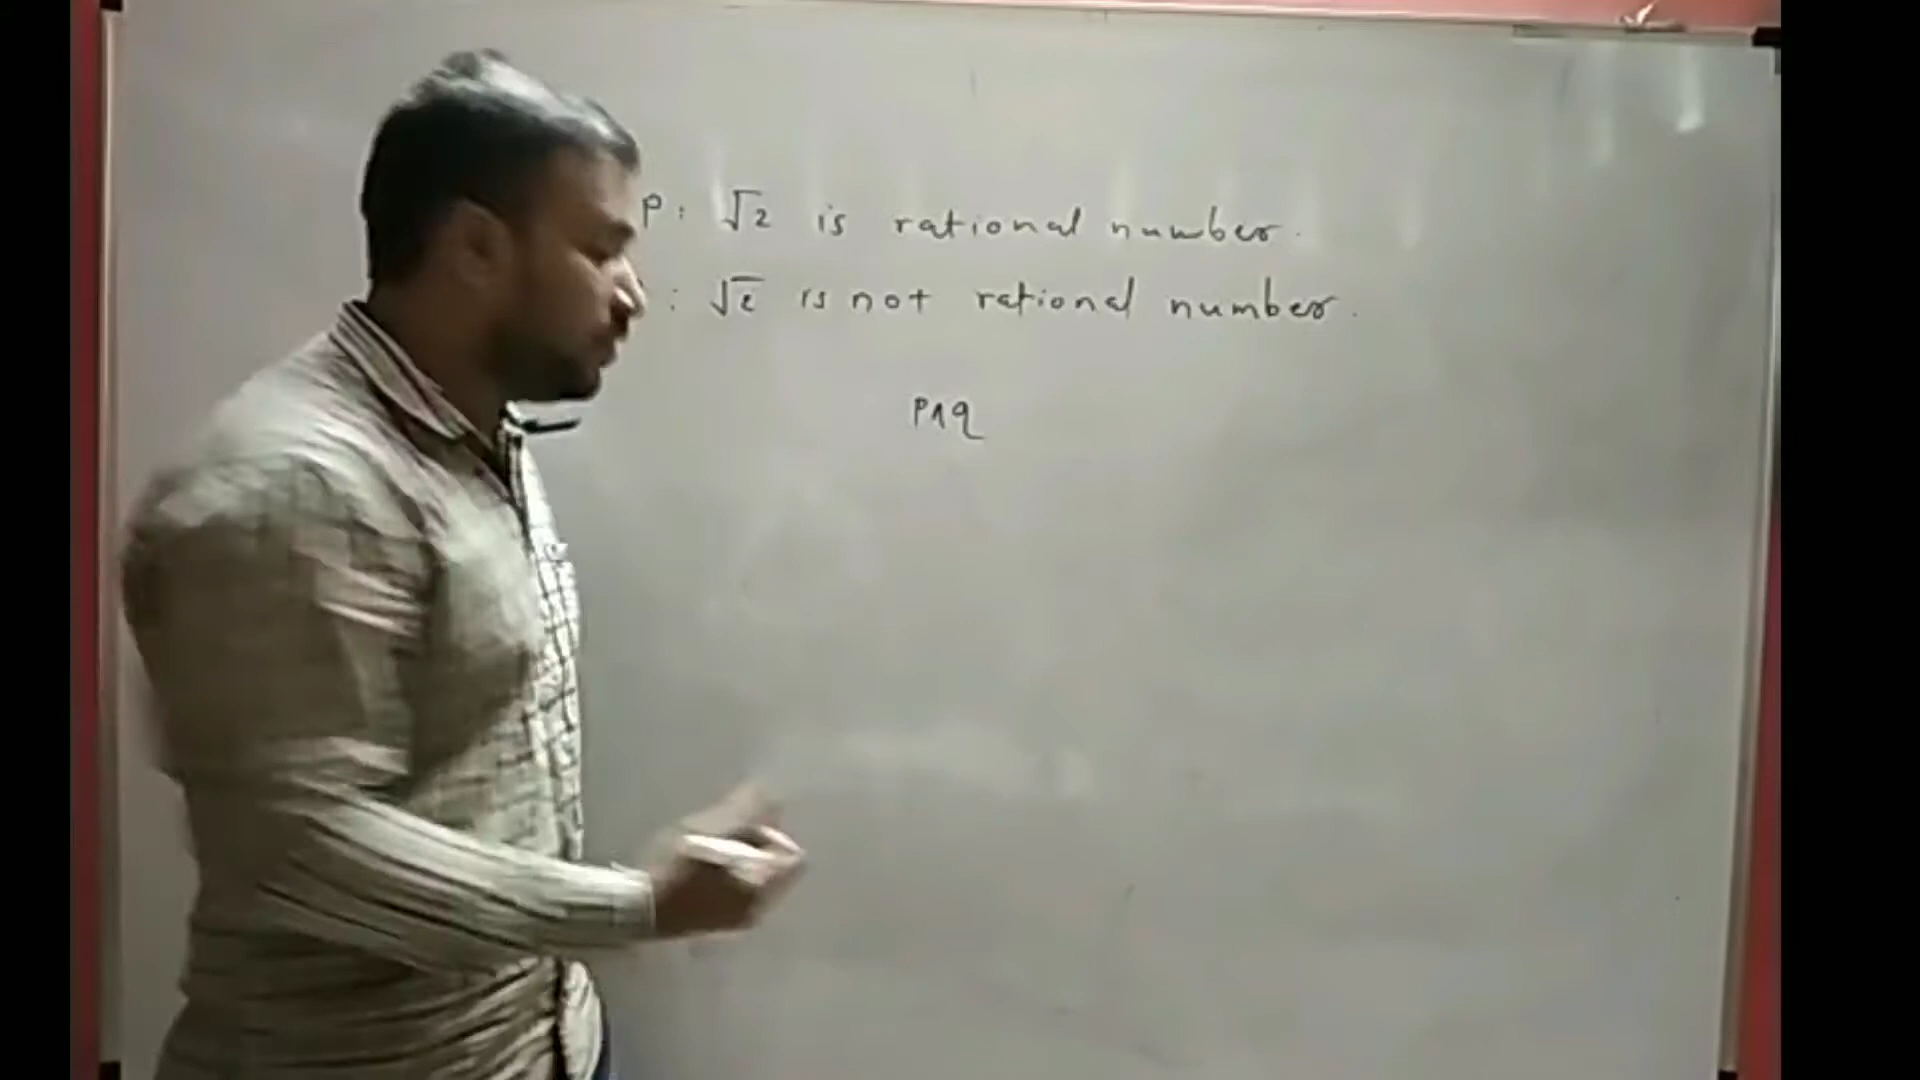 P: √2 is rational number.
: √2 is not rational number.
P∧q